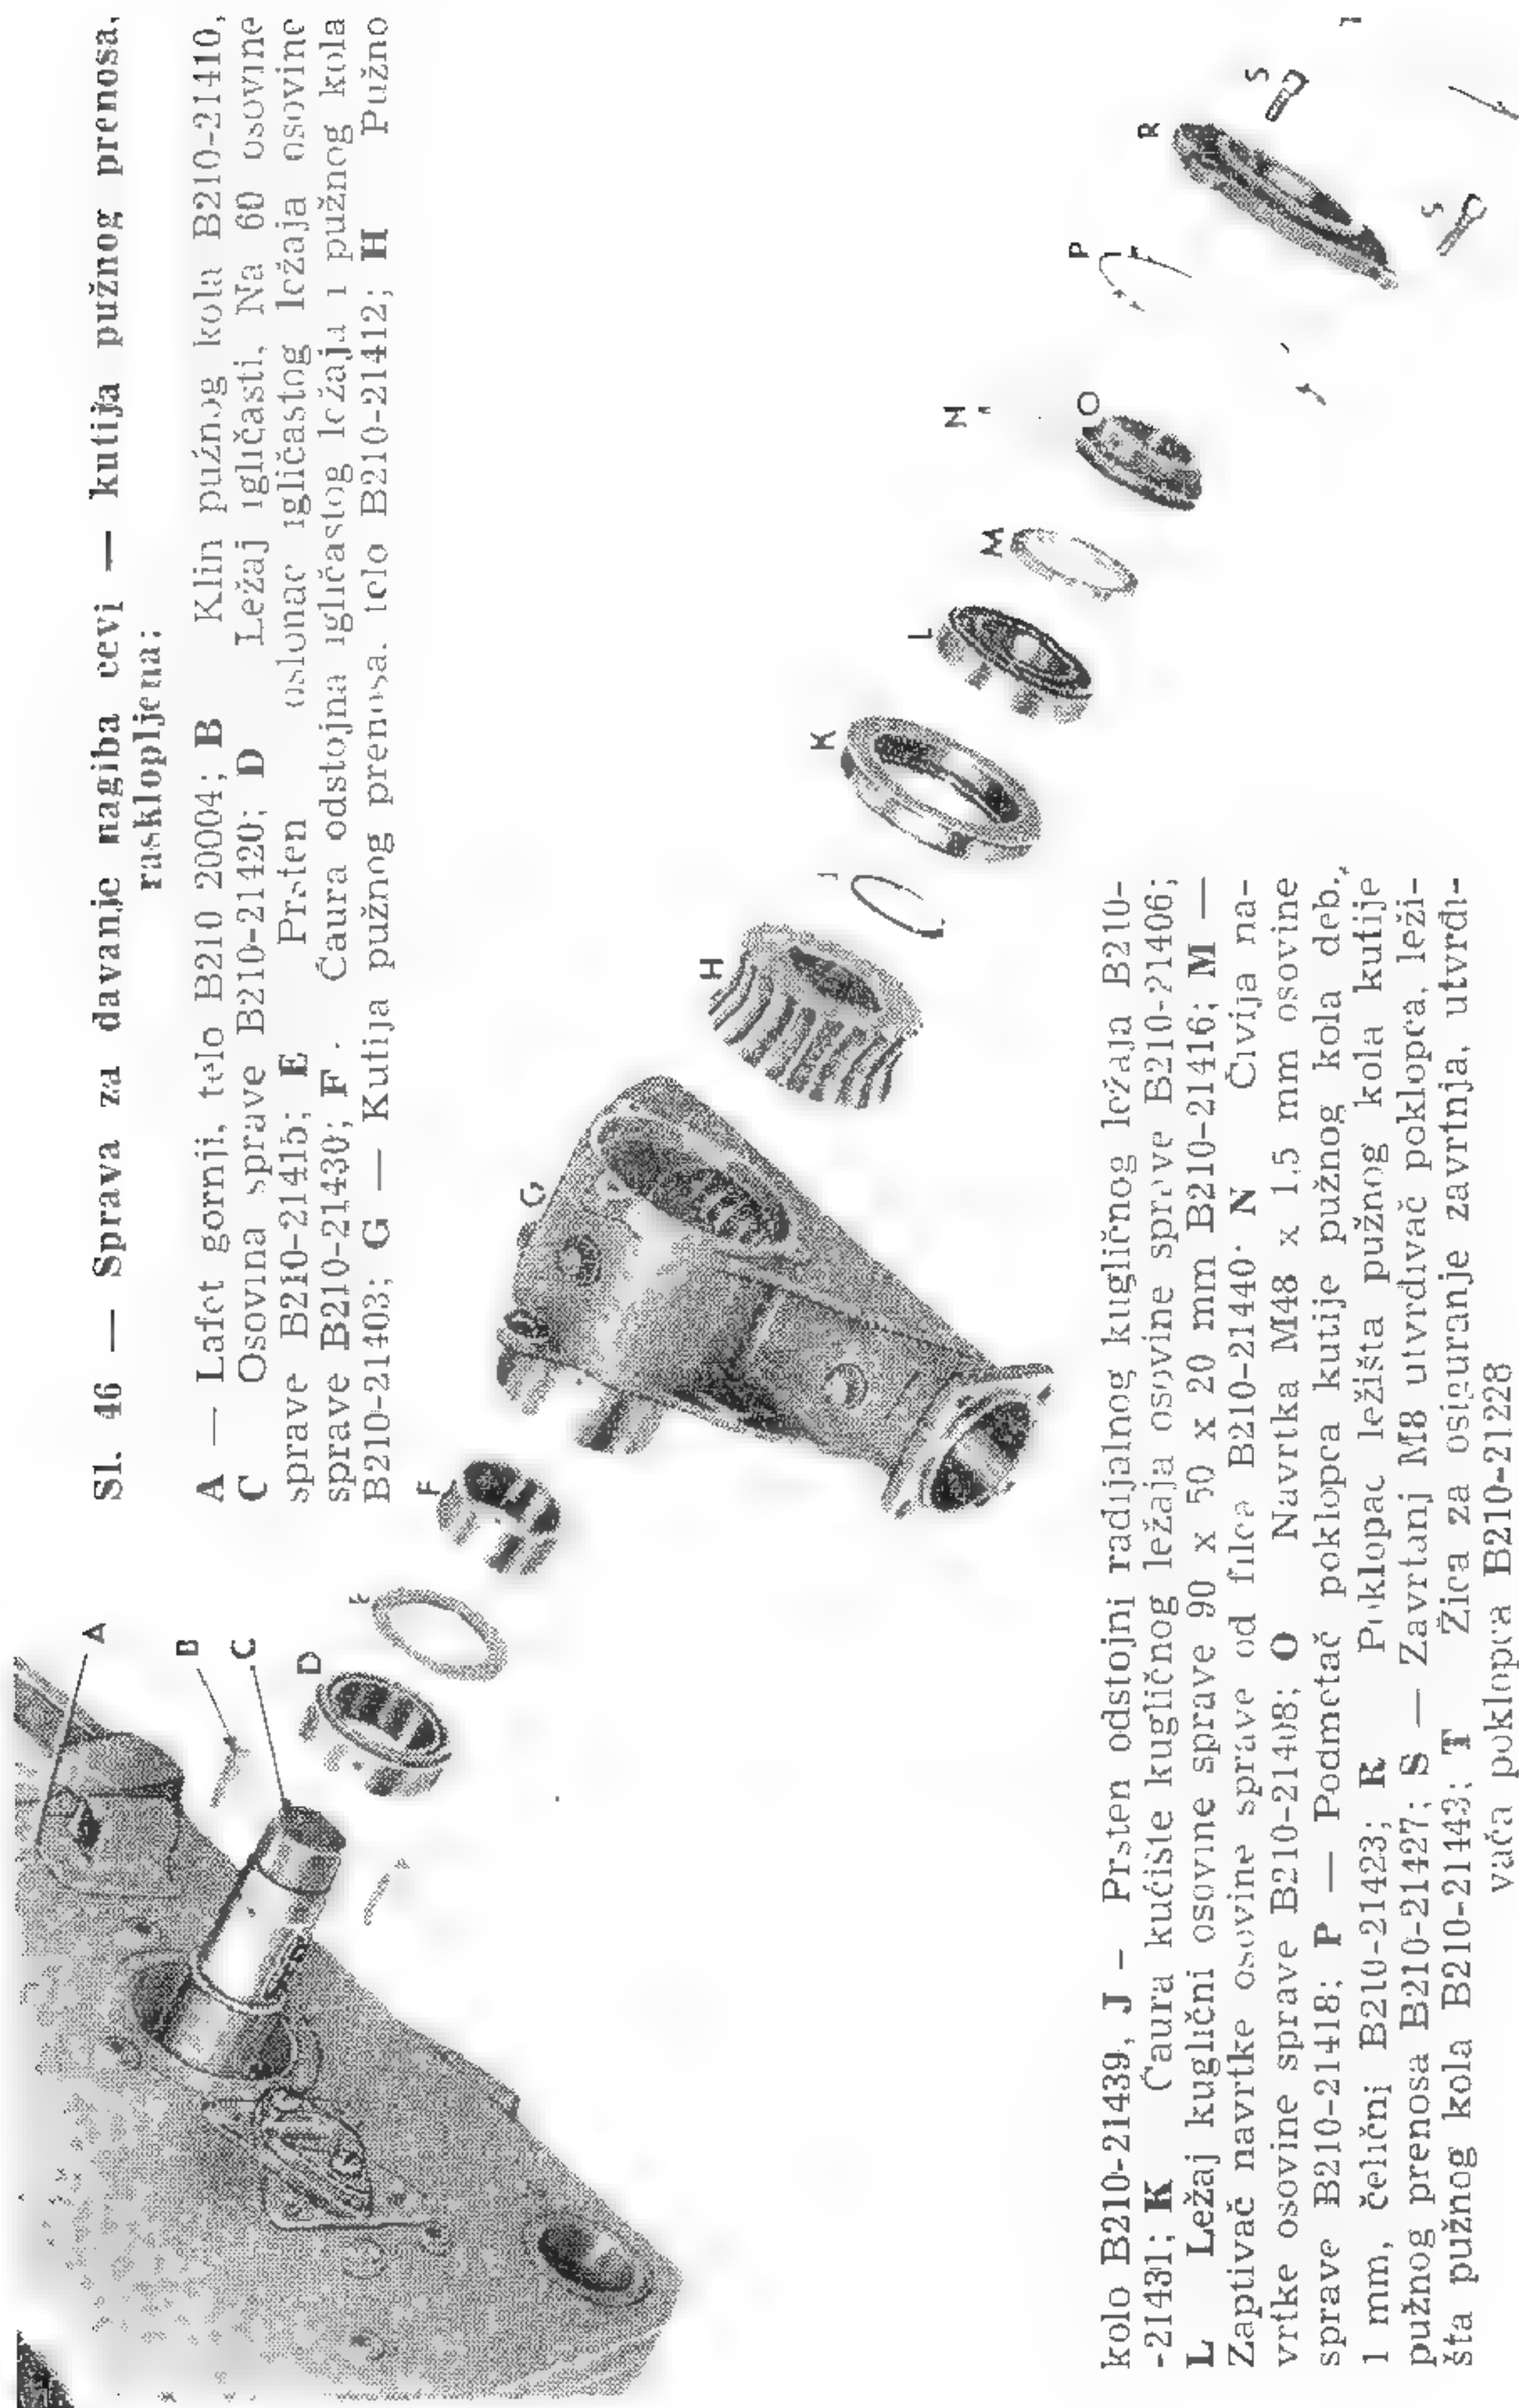 Sl. 46 — Sprava za davanje nagiba cevi — kutija pužnog prenosa,
rasklopljena:
A — Lafet gornji, telo B210 20004; B Klin pužnog kola B210-21410,
C Osovina sprave B210-21420; D Ležaj igličasti, Na 60 osovine
sprave B210-21415; E Prsten oslonac igličastog ležaja osovine
sprave B210-21430; F. Čaura odstojna igličastog ležaja i pužnog kola
B210-21403; G — Kutija pužnog prenosa, telo B210-21412; H Pužno
A
B
C
D
E
F
G
H
K
L
M
N
O
P
R
S
S
kolo B210-21439, J – Prsten odstojni radijalnog kugličnog ležaja B210-
-21431; K Čaura kućište kugličnog ležaja osovine sprave B210-21406;
L Ležaj kuglični osovine sprave 90 x 50 x 20 mm B210-21416; M —
Zaptivač navrtke osovine sprave od filca B210-21440· N Čivija na-
vrtke osovine sprave B210-21408; O Navrtka M48 x 1,5 mm osovine
sprave B210-21418; P — Podmetač poklopca kutije pužnog kola deb.,
1 mm, čelični B210-21423; R Poklopac ležišta pužnog kola kutije
pužnog prenosa B210-21427; S — Zavrtanj M8 utvrđivač poklopca, leži-
šta pužnog kola B210-21443; T Žica za osiguranje zavrtnja, utvrđi-
vača poklopca B210-21228